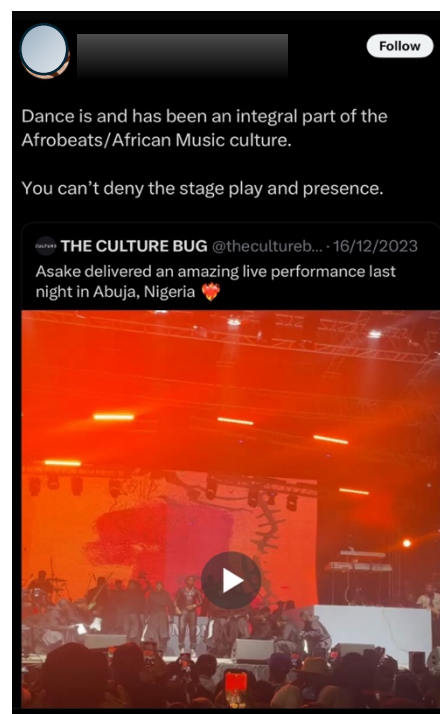 Follow
Dance is and has been an integral part of the
Afrobeats/African Music culture.
You can’t deny the stage play and presence.
THE CULTURE BUG @thecultureb... · 16/12/2023
Asake delivered an amazing live performance last
night in Abuja, Nigeria ❤️‍🔥